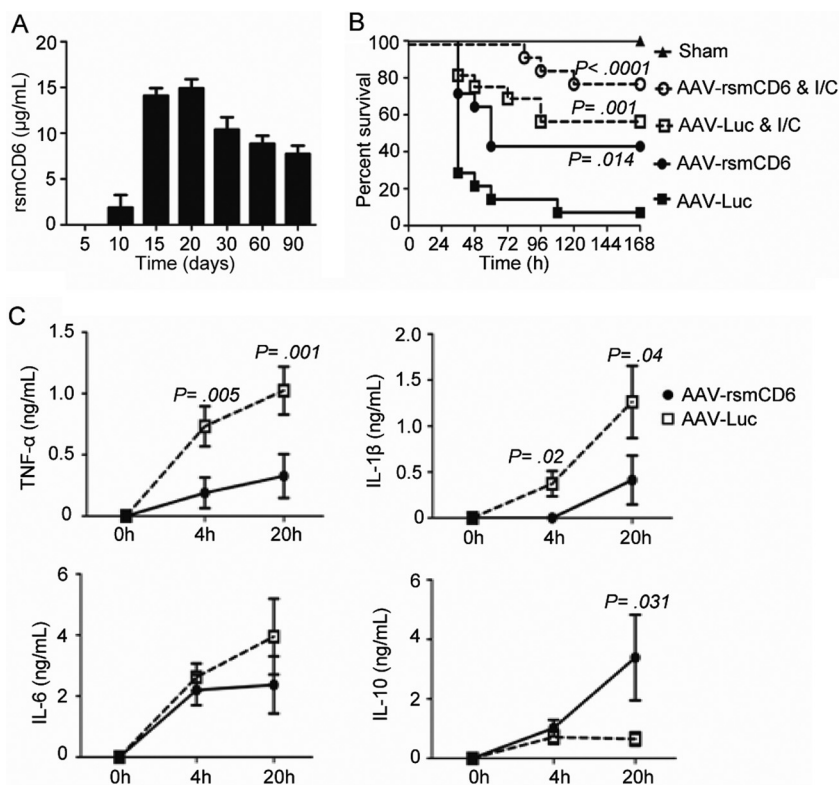 A
rsmCD6 (μg/mL)
20
15
10
5
0
5 10 15 20 30 60 90
Time (days)
B
Percent survival
100
80
60
40
20
0
0 24 48 72 96 120 144 168
Time (h)
P< .0001
P= .001
P= .014
Sham
AAV-rsmCD6 & I/C
AAV-Luc & I/C
AAV-rsmCD6
AAV-Luc
C
TNF-α (ng/mL)
1.5
1.0
0.5
0
P= .005
P= .001
0h 4h 20h
IL-1β (ng/mL)
2.0
1.5
1.0
0.5
0
P= .02
P= .04
0h 4h 20h
AAV-rsmCD6
AAV-Luc
IL-6 (ng/mL)
6
4
2
0
0h 4h 20h
IL-10 (ng/mL)
6
4
2
0
P= .031
0h 4h 20h